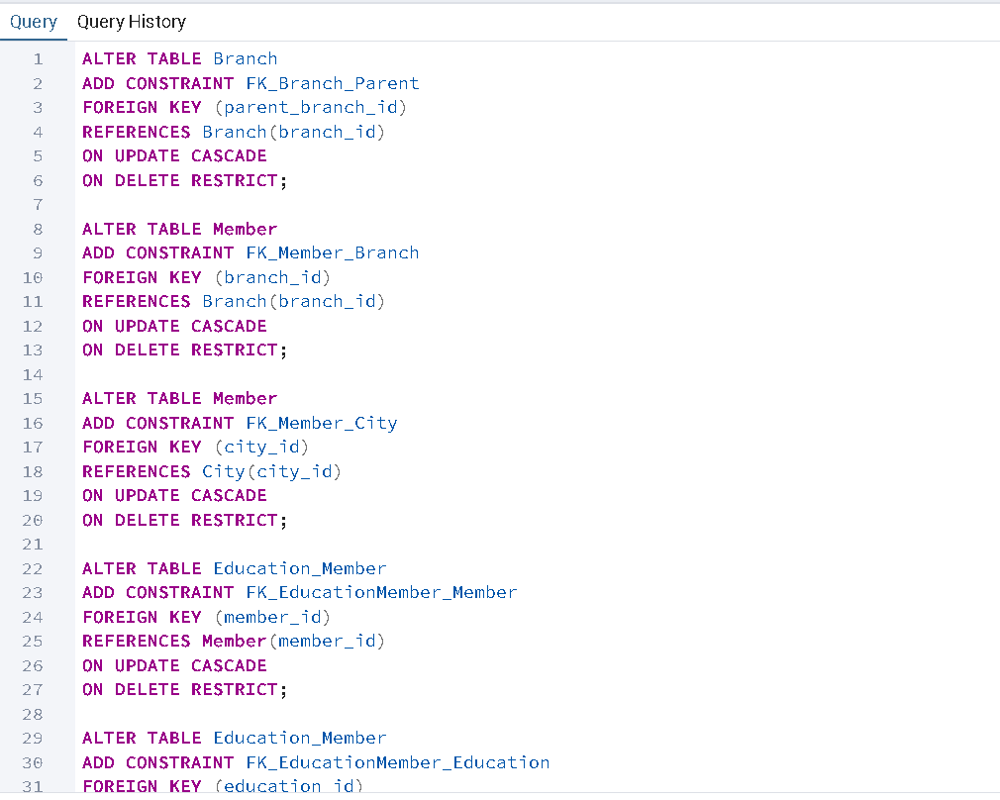 Query Query History
1 ALTER TABLE Branch
2 ADD CONSTRAINT FK_Branch_Parent
3 FOREIGN KEY (parent_branch_id)
4 REFERENCES Branch(branch_id)
5 ON UPDATE CASCADE
6 ON DELETE RESTRICT;
7
8 ALTER TABLE Member
9 ADD CONSTRAINT FK_Member_Branch
10 FOREIGN KEY (branch_id)
11 REFERENCES Branch(branch_id)
12 ON UPDATE CASCADE
13 ON DELETE RESTRICT;
14
15 ALTER TABLE Member
16 ADD CONSTRAINT FK_Member_City
17 FOREIGN KEY (city_id)
18 REFERENCES City(city_id)
19 ON UPDATE CASCADE
20 ON DELETE RESTRICT;
21
22 ALTER TABLE Education_Member
23 ADD CONSTRAINT FK_EducationMember_Member
24 FOREIGN KEY (member_id)
25 REFERENCES Member(member_id)
26 ON UPDATE CASCADE
27 ON DELETE RESTRICT;
28
29 ALTER TABLE Education_Member
30 ADD CONSTRAINT FK_EducationMember_Education
31 FOREIGN KEY (education_id)